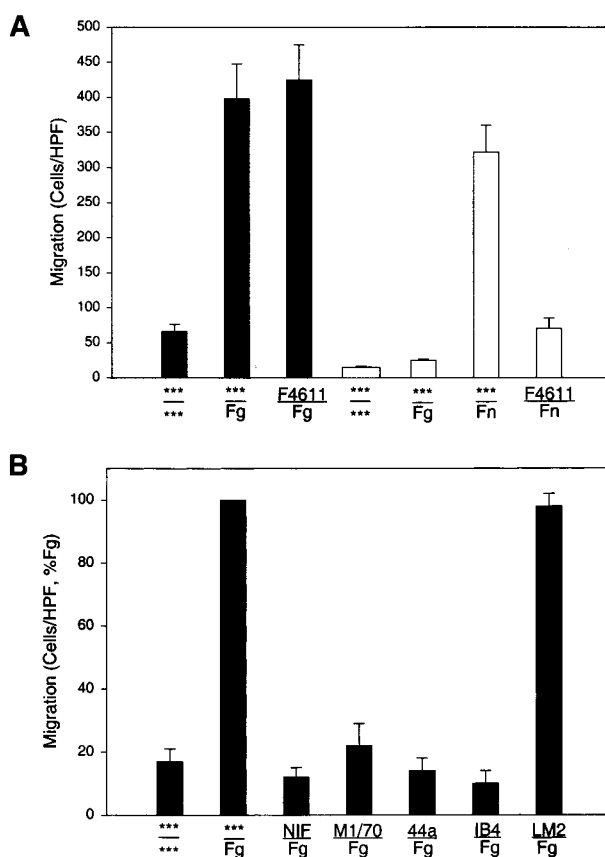 A
Migration (Cells/HPF)
500
450
400
350
300
250
200
150
100
50
0
*** *** F4611 *** *** *** F4611
*** Fg Fg *** Fg Fn Fn
B
Migration (Cells/HPF, %Fg)
100
80
60
40
20
0
*** *** NIF M1/70 44a IB4 LM2
*** Fg Fg Fg Fg Fg Fg